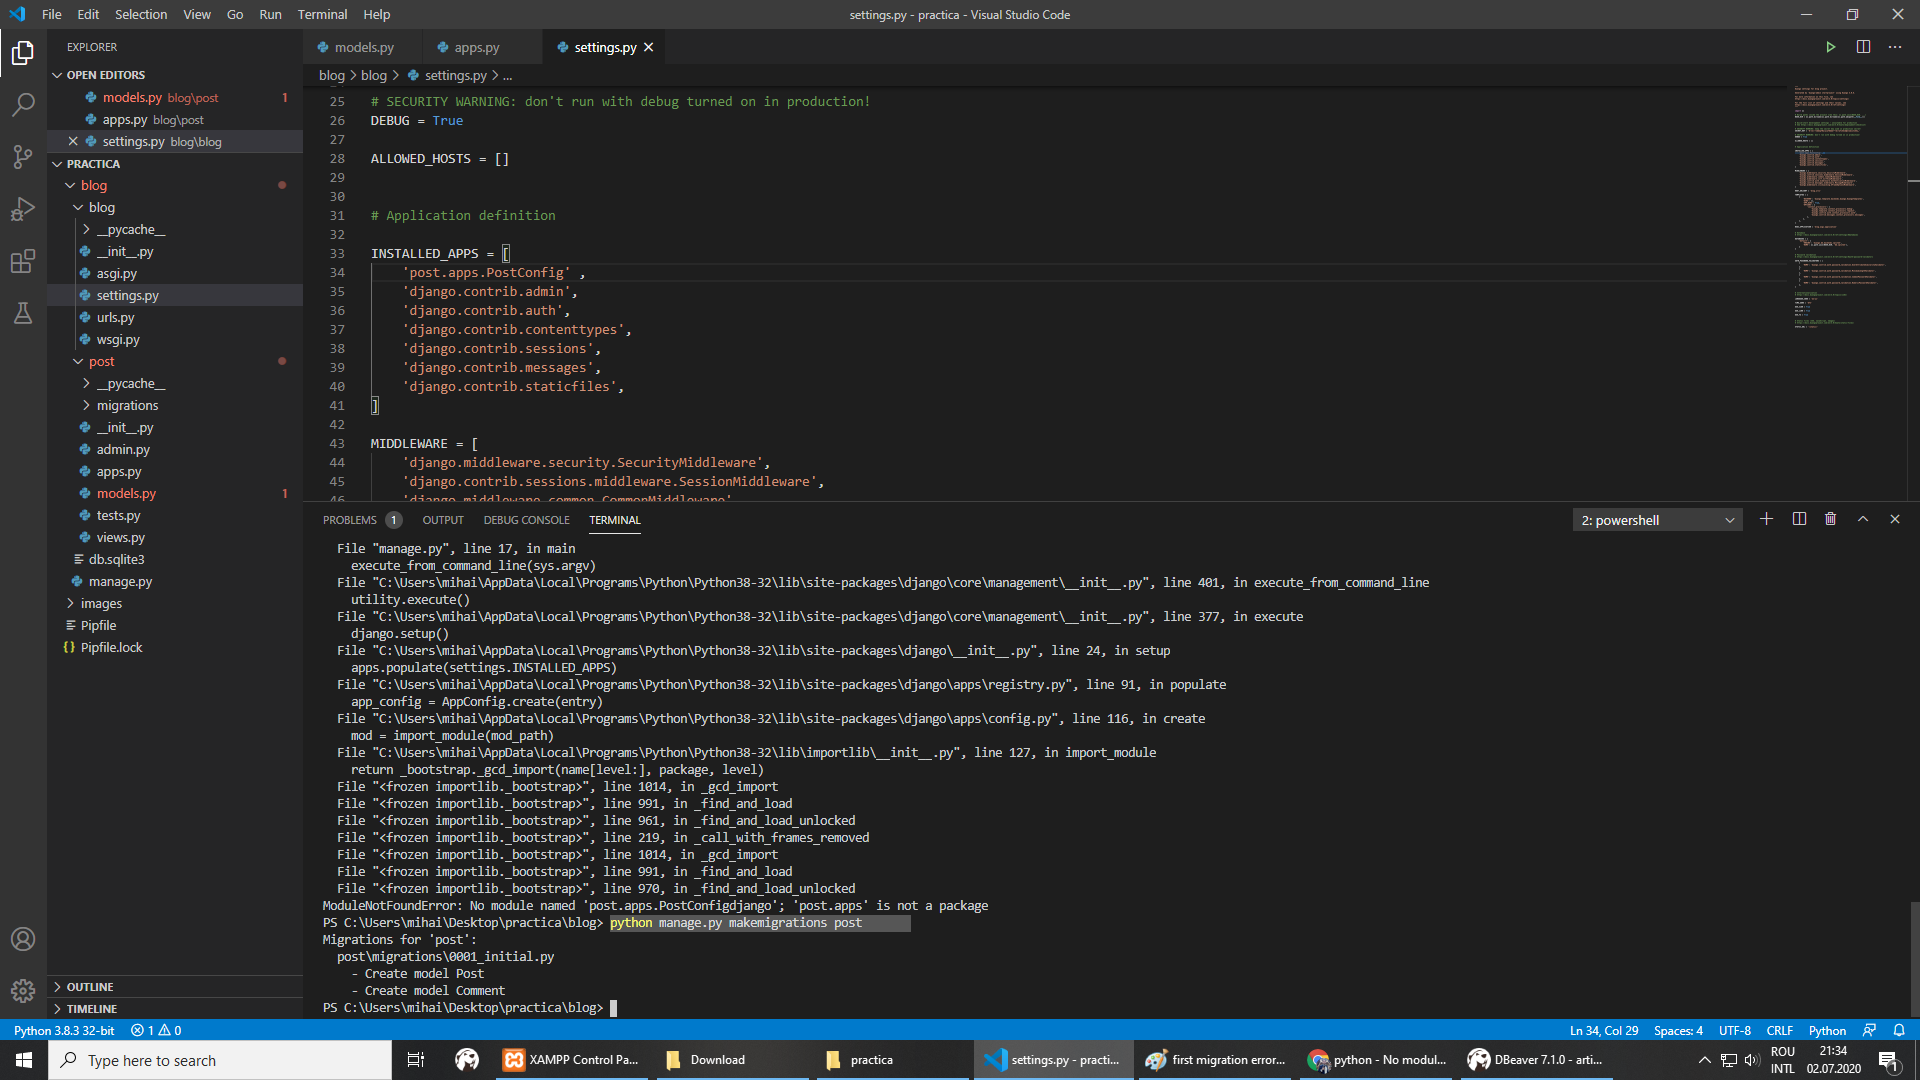 File Edit Selection View Go Run Terminal Help
settings.py - practica - Visual Studio Code
EXPLORER
OPEN EDITORS
models.py blog\post 1
apps.py blog\post
settings.py blog\blog
PRACTICA
blog
blog
__pycache__
__init__.py
asgi.py
settings.py
urls.py
wsgi.py
post
__pycache__
migrations
__init__.py
admin.py
apps.py
models.py 1
tests.py
views.py
db.sqlite3
manage.py
images
Pipfile
Pipfile.lock
OUTLINE
TIMELINE
models.py apps.py settings.py
blog > blog > settings.py > ...
25 # SECURITY WARNING: don't run with debug turned on in production!
26 DEBUG = True
27
28 ALLOWED_HOSTS = []
29
30
31 # Application definition
32
33 INSTALLED_APPS = [
34 'post.apps.PostConfig' ,
35 'django.contrib.admin',
36 'django.contrib.auth',
37 'django.contrib.contenttypes',
38 'django.contrib.sessions',
39 'django.contrib.messages',
40 'django.contrib.staticfiles',
41 ]
42
43 MIDDLEWARE = [
44 'django.middleware.security.SecurityMiddleware',
45 'django.contrib.sessions.middleware.SessionMiddleware',
46 'django.middleware.common.CommonMiddleware'
PROBLEMS 1 OUTPUT DEBUG CONSOLE TERMINAL
2: powershell
File "manage.py", line 17, in main
execute_from_command_line(sys.argv)
File "C:\Users\mihai\AppData\Local\Programs\Python\Python38-32\lib\site-packages\django\core\management\__init__.py", line 401, in execute_from_command_line
utility.execute()
File "C:\Users\mihai\AppData\Local\Programs\Python\Python38-32\lib\site-packages\django\core\management\__init__.py", line 377, in execute
django.setup()
File "C:\Users\mihai\AppData\Local\Programs\Python\Python38-32\lib\site-packages\django\__init__.py", line 24, in setup
apps.populate(settings.INSTALLED_APPS)
File "C:\Users\mihai\AppData\Local\Programs\Python\Python38-32\lib\site-packages\django\apps\registry.py", line 91, in populate
app_config = AppConfig.create(entry)
File "C:\Users\mihai\AppData\Local\Programs\Python\Python38-32\lib\site-packages\django\apps\config.py", line 116, in create
mod = import_module(mod_path)
File "C:\Users\mihai\AppData\Local\Programs\Python\Python38-32\lib\importlib\__init__.py", line 127, in import_module
return _bootstrap._gcd_import(name[level:], package, level)
File "<frozen importlib._bootstrap>", line 1014, in _gcd_import
File "<frozen importlib._bootstrap>", line 991, in _find_and_load
File "<frozen importlib._bootstrap>", line 961, in _find_and_load_unlocked
File "<frozen importlib._bootstrap>", line 219, in _call_with_frames_removed
File "<frozen importlib._bootstrap>", line 1014, in _gcd_import
File "<frozen importlib._bootstrap>", line 991, in _find_and_load
File "<frozen importlib._bootstrap>", line 970, in _find_and_load_unlocked
ModuleNotFoundError: No module named 'post.apps.PostConfigdjango'; 'post.apps' is not a package
PS C:\Users\mihai\Desktop\practica\blog> python manage.py makemigrations post
Migrations for 'post':
post\migrations\0001_initial.py
- Create model Post
- Create model Comment
PS C:\Users\mihai\Desktop\practica\blog>
Python 3.8.3 32-bit 1 0 Ln 34, Col 29 Spaces: 4 UTF-8 CRLF Python
Type here to search
XAMPP Control Pa...
Download
practica
settings.py - practi...
first migration error...
python - No modul...
DBeaver 7.1.0 - arti...
ROU
INTL
21:34
02.07.2020
1